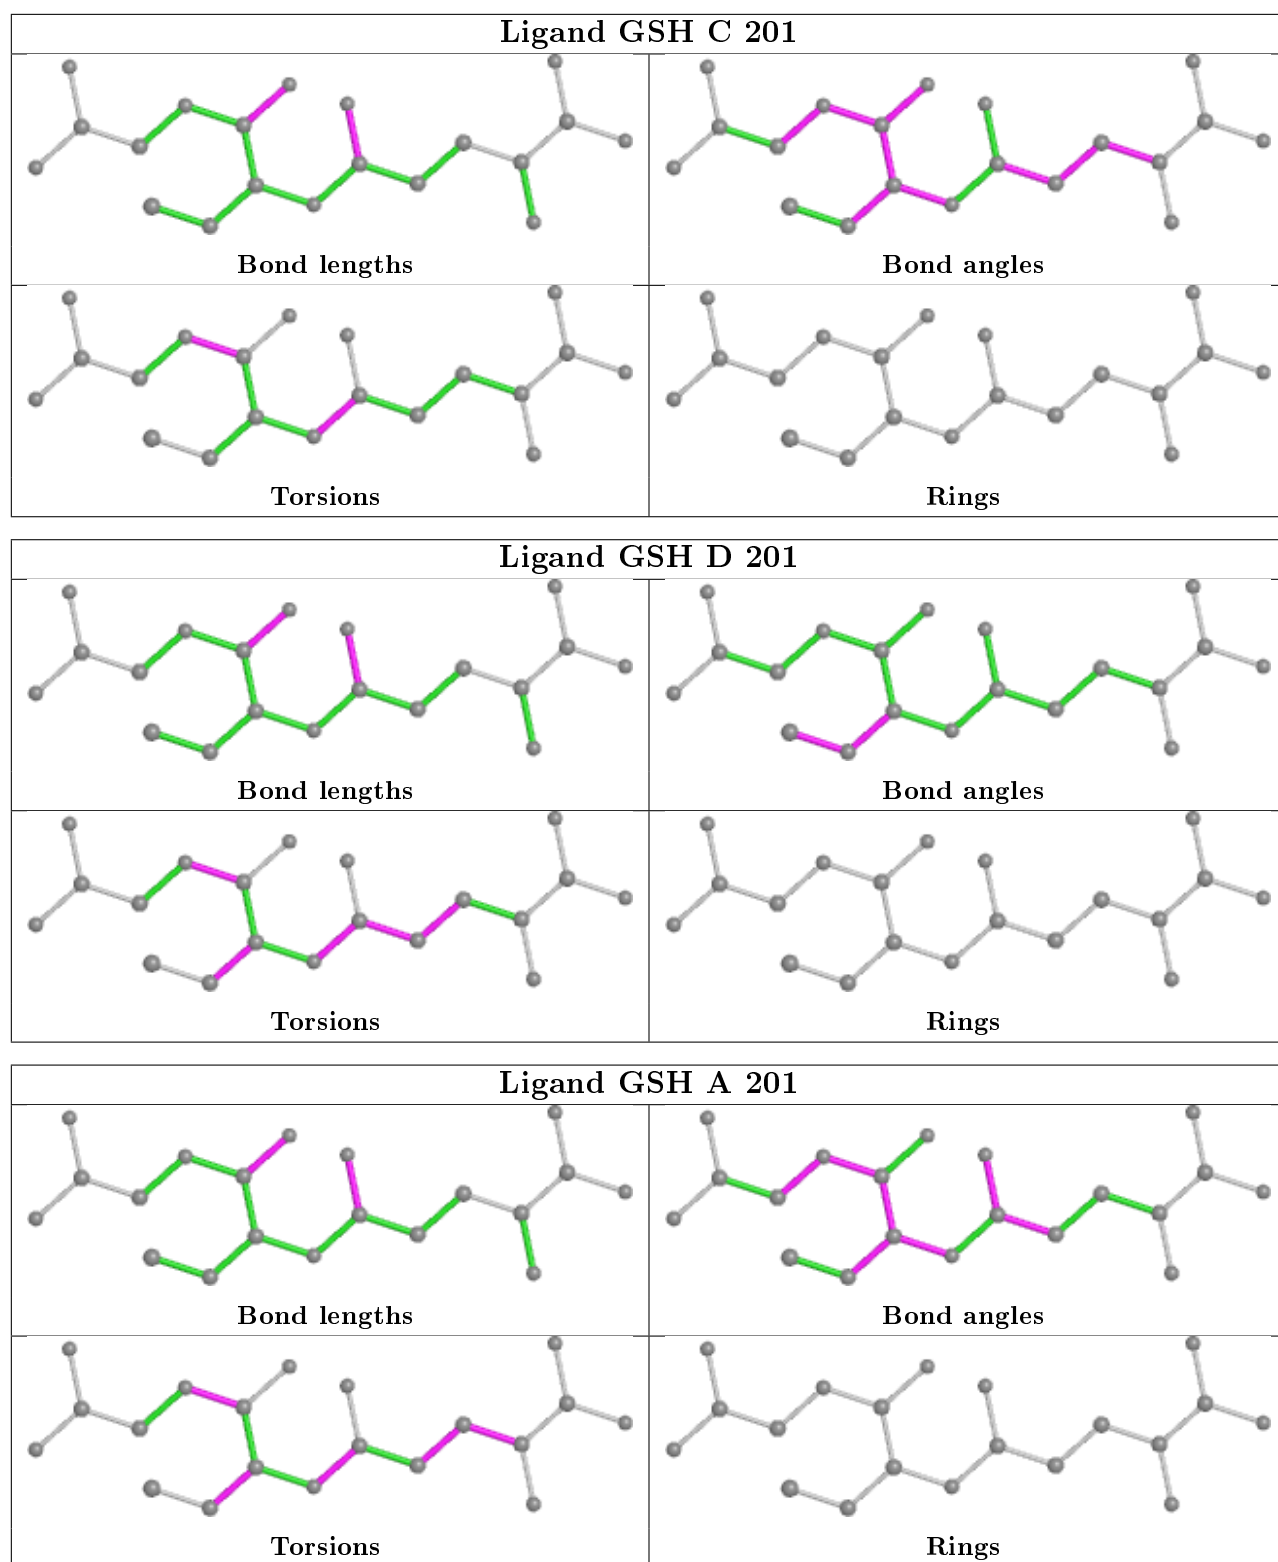 Ligand GSH C 201
Bond lengths
Bond angles
Torsions
Rings
Ligand GSH D 201
Bond lengths
Bond angles
Torsions
Rings
Ligand GSH A 201
Bond lengths
Bond angles
Torsions
Rings